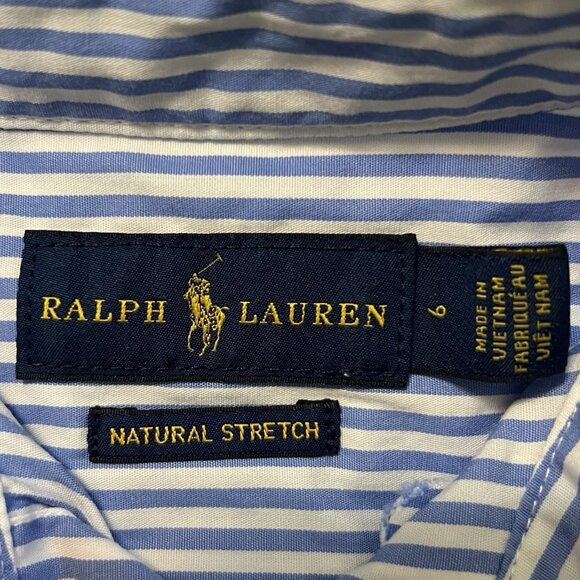 RALPH LAUREN
6
MADE IN
VIETNAM
FABRIQUÉ AU
VIÊT NAM
NATURAL STRETCH